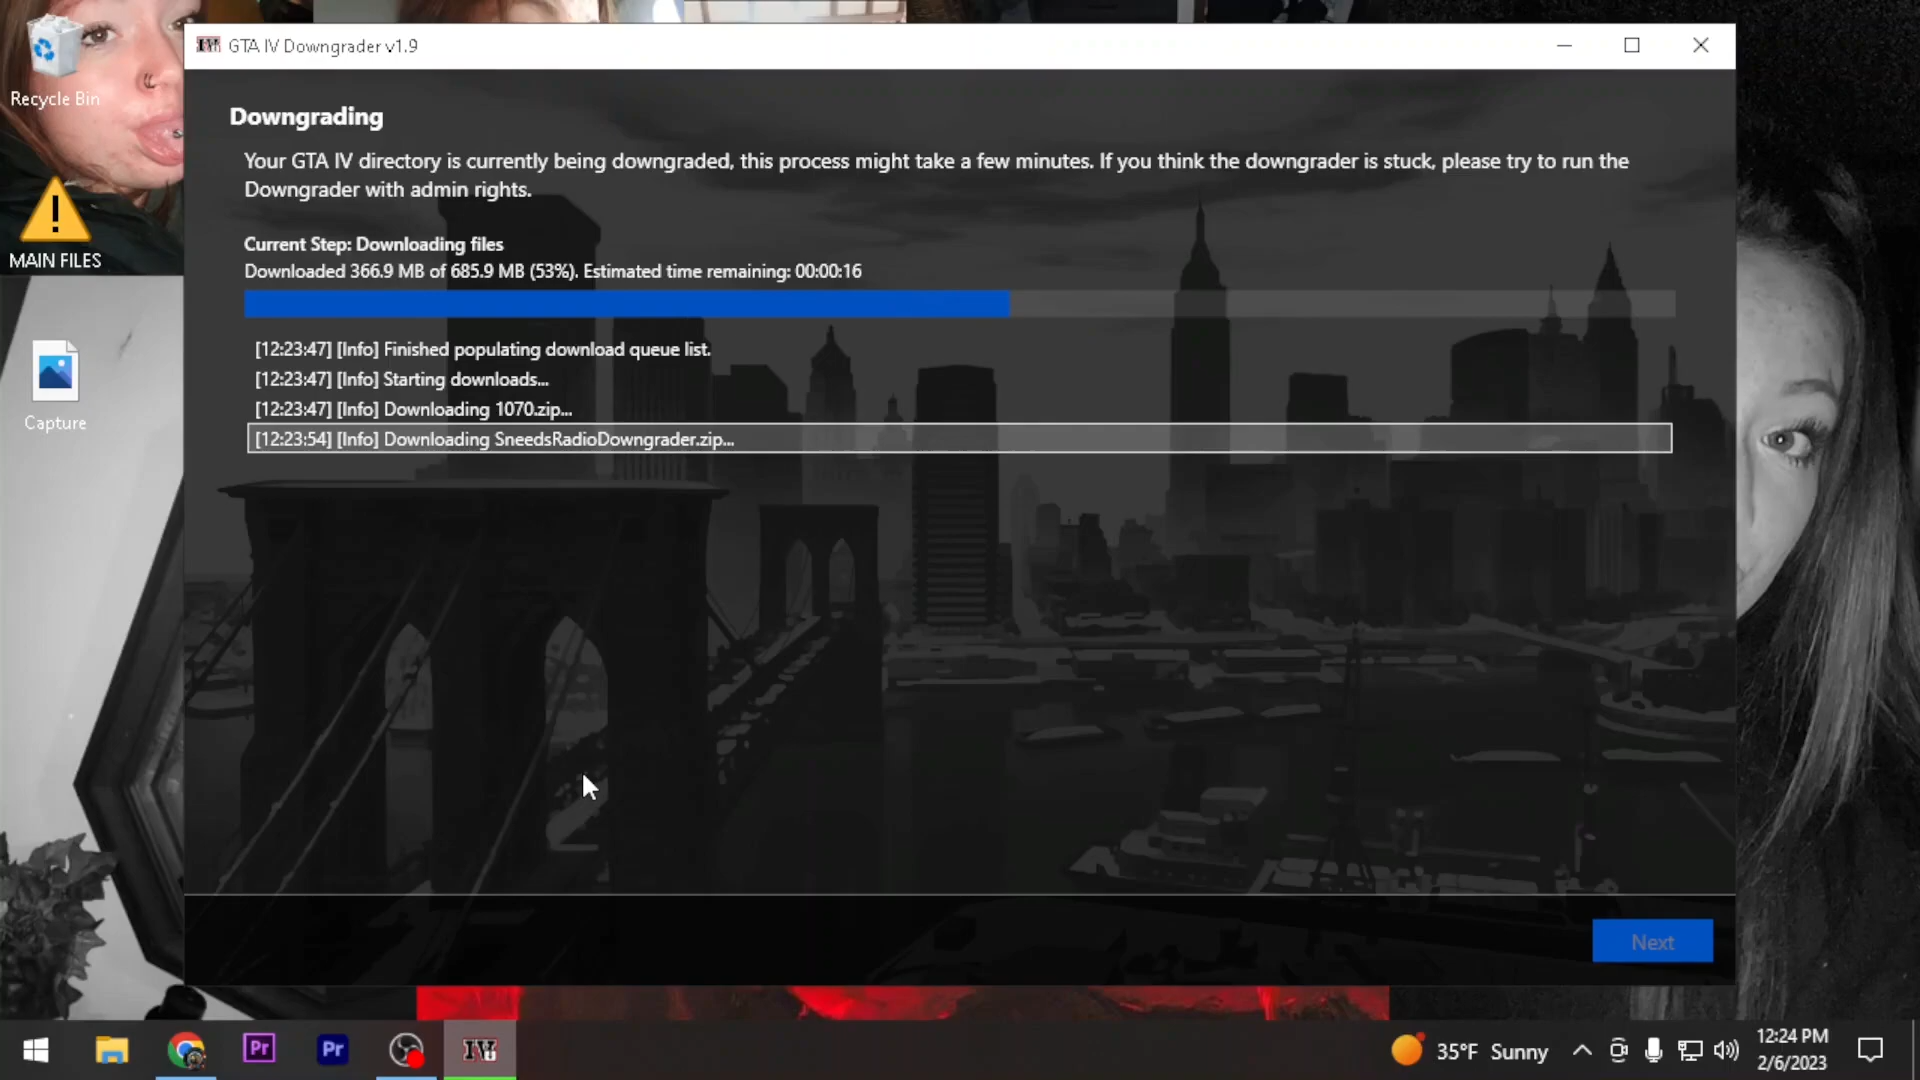 GTA IV Downgrader v1.9
Recycle Bin
MAIN FILES
Capture
Downgrading
Your GTA IV directory is currently being downgraded, this process might take a few minutes. If you think the downgrader is stuck, please try to run the
Downgrader with admin rights.
Current Step: Downloading files
Downloaded 366.9 MB of 685.9 MB (53%). Estimated time remaining: 00:00:16
[12:23:47] [Info] Finished populating download queue list.
[12:23:47] [Info] Starting downloads...
[12:23:47] [Info] Downloading 1070.zip...
[12:23:54] [Info] Downloading SneedsRadioDowngrader.zip...
Next
Pr
Pr
IV
35°F Sunny
12:24 PM
2/6/2023